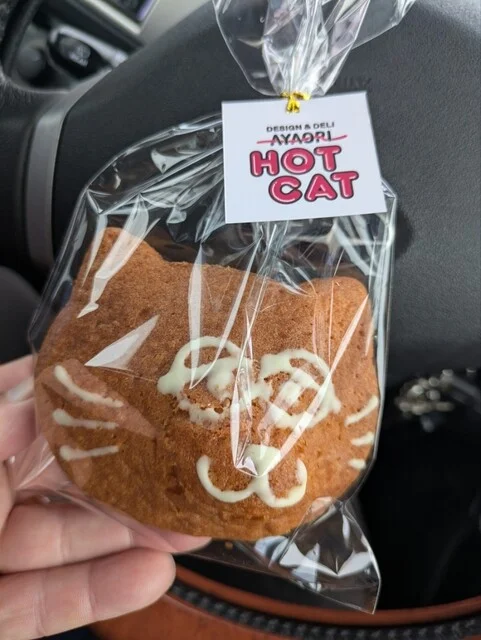 DESIGN & DELI
AYAORI
HOT
CAT